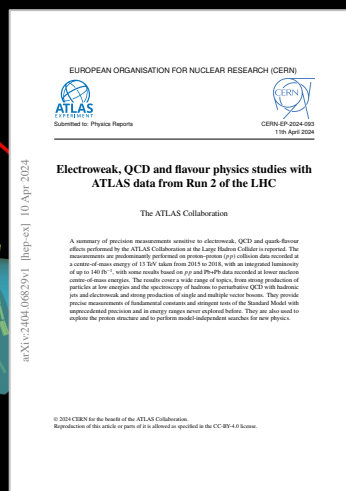 EUROPEAN ORGANISATION FOR NUCLEAR RESEARCH (CERN)
ATLAS
EXPERIMENT
CERN
Submitted to: Physics Reports
CERN-EP-2024-093
11th April 2024
Electroweak, QCD and flavour physics studies with
ATLAS data from Run 2 of the LHC
The ATLAS Collaboration
A summary of precision measurements sensitive to electroweak, QCD and quark-flavour
effects performed by the ATLAS Collaboration at the Large Hadron Collider is reported. The
measurements are predominantly performed on proton–proton (pp) collision data recorded at
a centre-of-mass energy of 13 TeV taken from 2015 to 2018, with an integrated luminosity
of up to 140 fb⁻¹, with some results based on pp and Pb+Pb data recorded at lower nucleon
centre-of-mass energies. The results cover a wide range of topics, from strong production of
particles at low energies and the spectroscopy of hadrons to perturbative QCD with hadronic
jets and electroweak and strong production of single and multiple vector bosons. They provide
precise measurements of fundamental constants and stringent tests of the Standard Model with
unprecedented precision and in energy ranges never explored before. They are also used to
explore the proton structure and to perform model-independent searches for new physics.
© 2024 CERN for the benefit of the ATLAS Collaboration.
Reproduction of this article or parts of it is allowed as specified in the CC-BY-4.0 license.
arXiv:2404.06829v1 [hep-ex] 10 Apr 2024